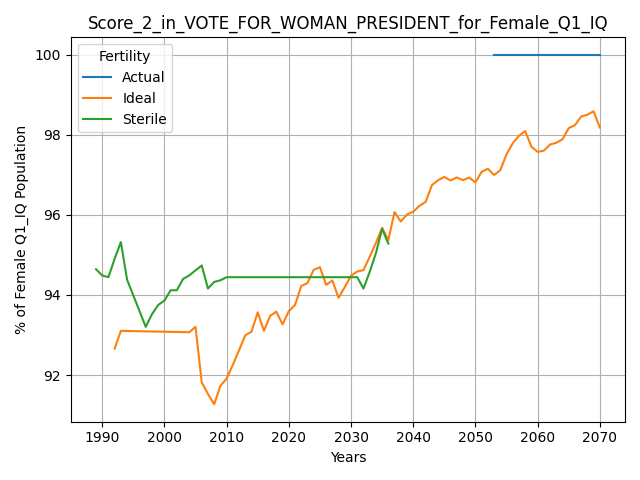 Score_2_in_VOTE_FOR_WOMAN_PRESIDENT_for_Female_Q1_IQ
Fertility
Actual
Ideal
Sterile
% of Female Q1_IQ Population
100
98
96
94
92
1990 2000 2010 2020 2030 2040 2050 2060 2070
Years